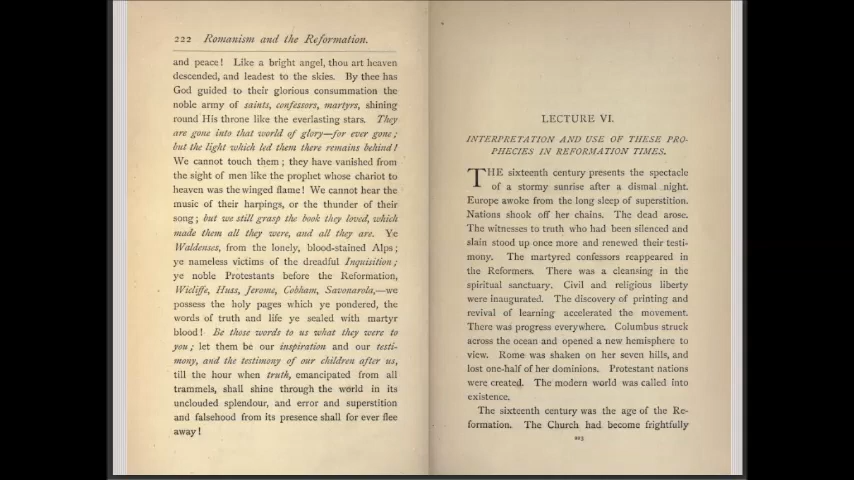 222 Romanism and the Reformation.
and peace! Like a bright angel, thou art heaven
descended, and leadest to the skies. By thee has
God guided to their glorious consummation the
noble army of saints, confessors, martyrs, shining
round His throne like the everlasting stars. They
are gone into that world of glory—for ever gone;
but the light which led them there remains behind!
We cannot touch them; they have vanished from
the sight of men like the prophet whose chariot to
heaven was the winged flame! We cannot hear the
music of their harpings, or the thunder of their
song; but we still grasp the book they loved, which
made them all they were, and all they are. Ye
Waldenses, from the lonely, blood-stained Alps;
ye nameless victims of the dreadful Inquisition;
ye noble Protestants before the Reformation,
Wicliffe, Huss, Jerome, Cobham, Savonarola,—we
possess the holy pages which ye pondered, the
words of truth and life ye sealed with martyr
blood! Be those words to us what they were to
you; let them be our inspiration and our testi-
mony, and the testimony of our children after us,
till the hour when truth, emancipated from all
trammels, shall shine through the world in its
unclouded splendour, and error and superstition
and falsehood from its presence shall for ever flee
away!
LECTURE VI.
INTERPRETATION AND USE OF THESE PRO-
PHECIES IN REFORMATION TIMES.
THE sixteenth century presents the spectacle
of a stormy sunrise after a dismal night.
Europe awoke from the long sleep of superstition.
Nations shook off her chains. The dead arose.
The witnesses to truth who had been silenced and
slain stood up once more and renewed their testi-
mony. The martyred confessors reappeared in
the Reformers. There was a cleansing in the
spiritual sanctuary. Civil and religious liberty
were inaugurated. The discovery of printing and
revival of learning accelerated the movement.
There was progress everywhere. Columbus struck
across the ocean and opened a new hemisphere to
view. Rome was shaken on her seven hills, and
lost one-half of her dominions. Protestant nations
were created. The modern world was called into
existence.
The sixteenth century was the age of the Re-
formation. The Church had become frightfully
223